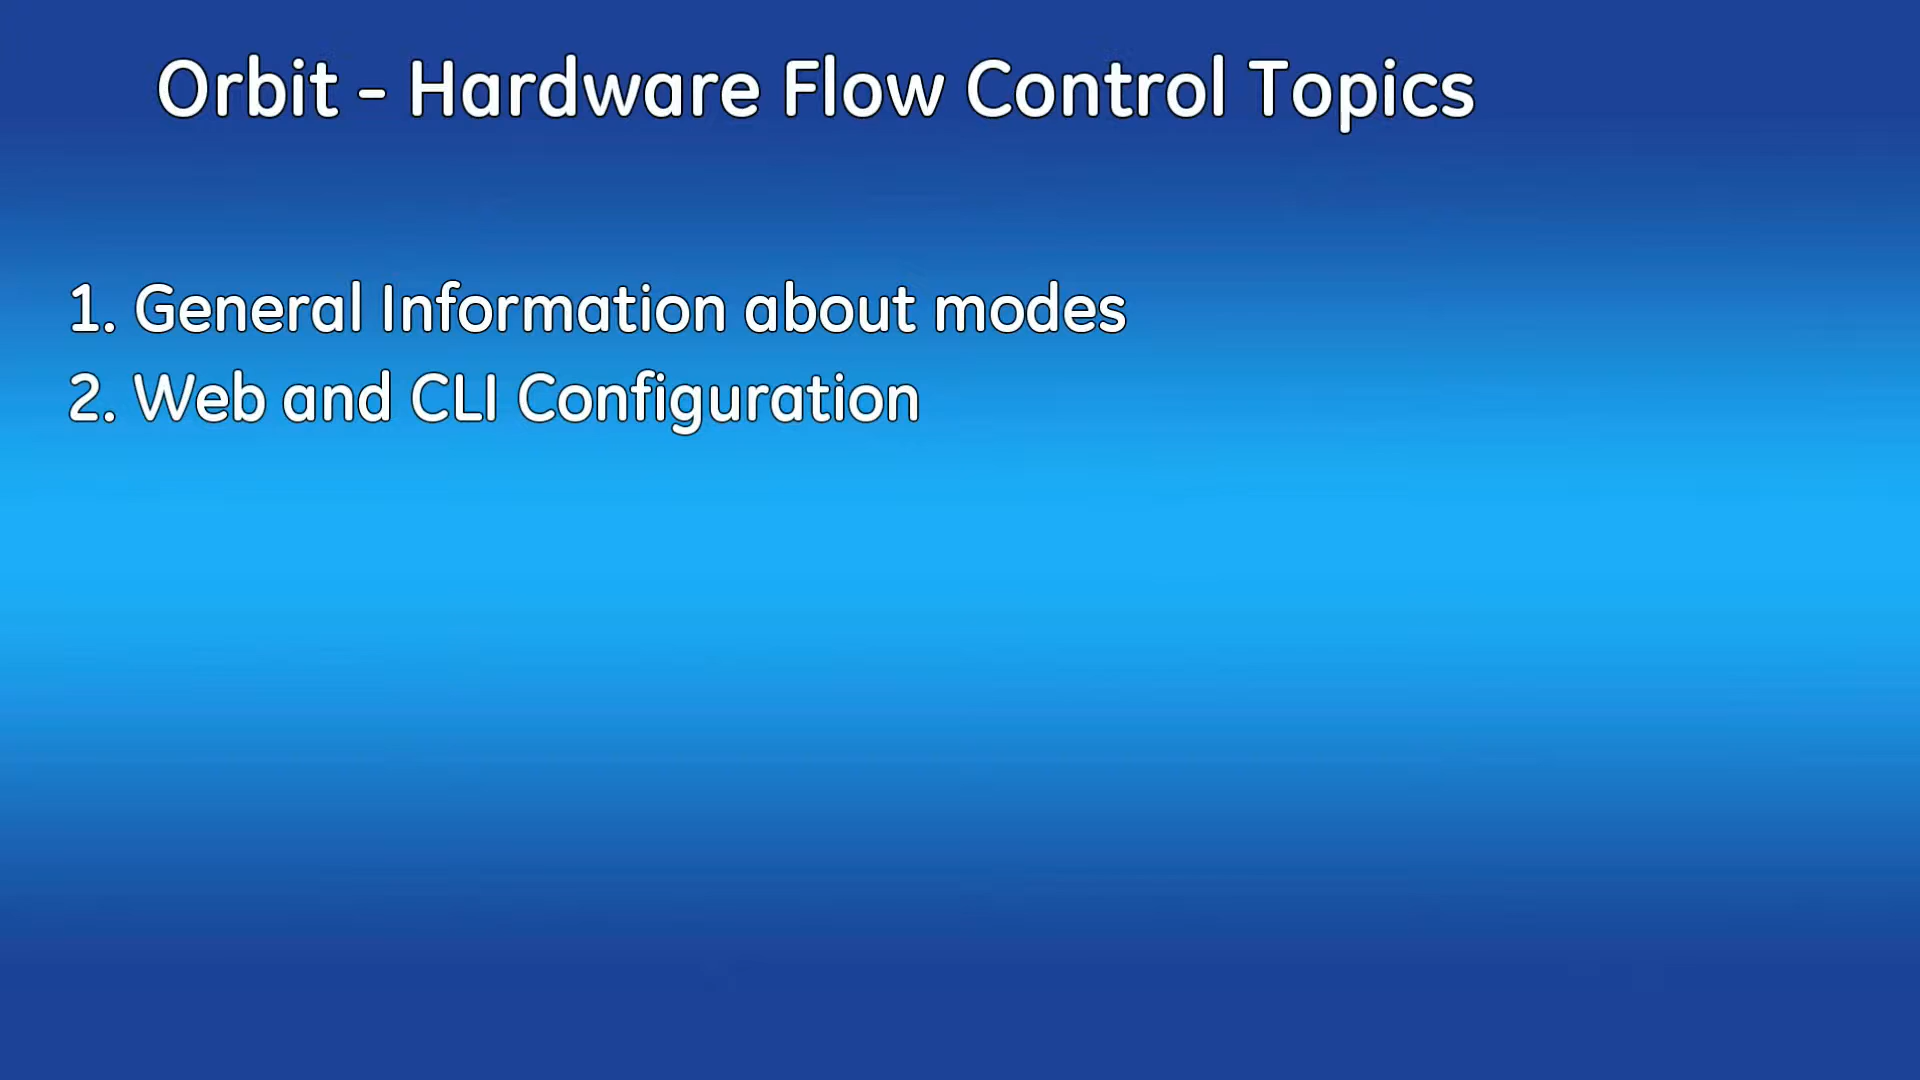 Orbit - Hardware Flow Control Topics
1. General Information about modes
2. Web and CLI Configuration